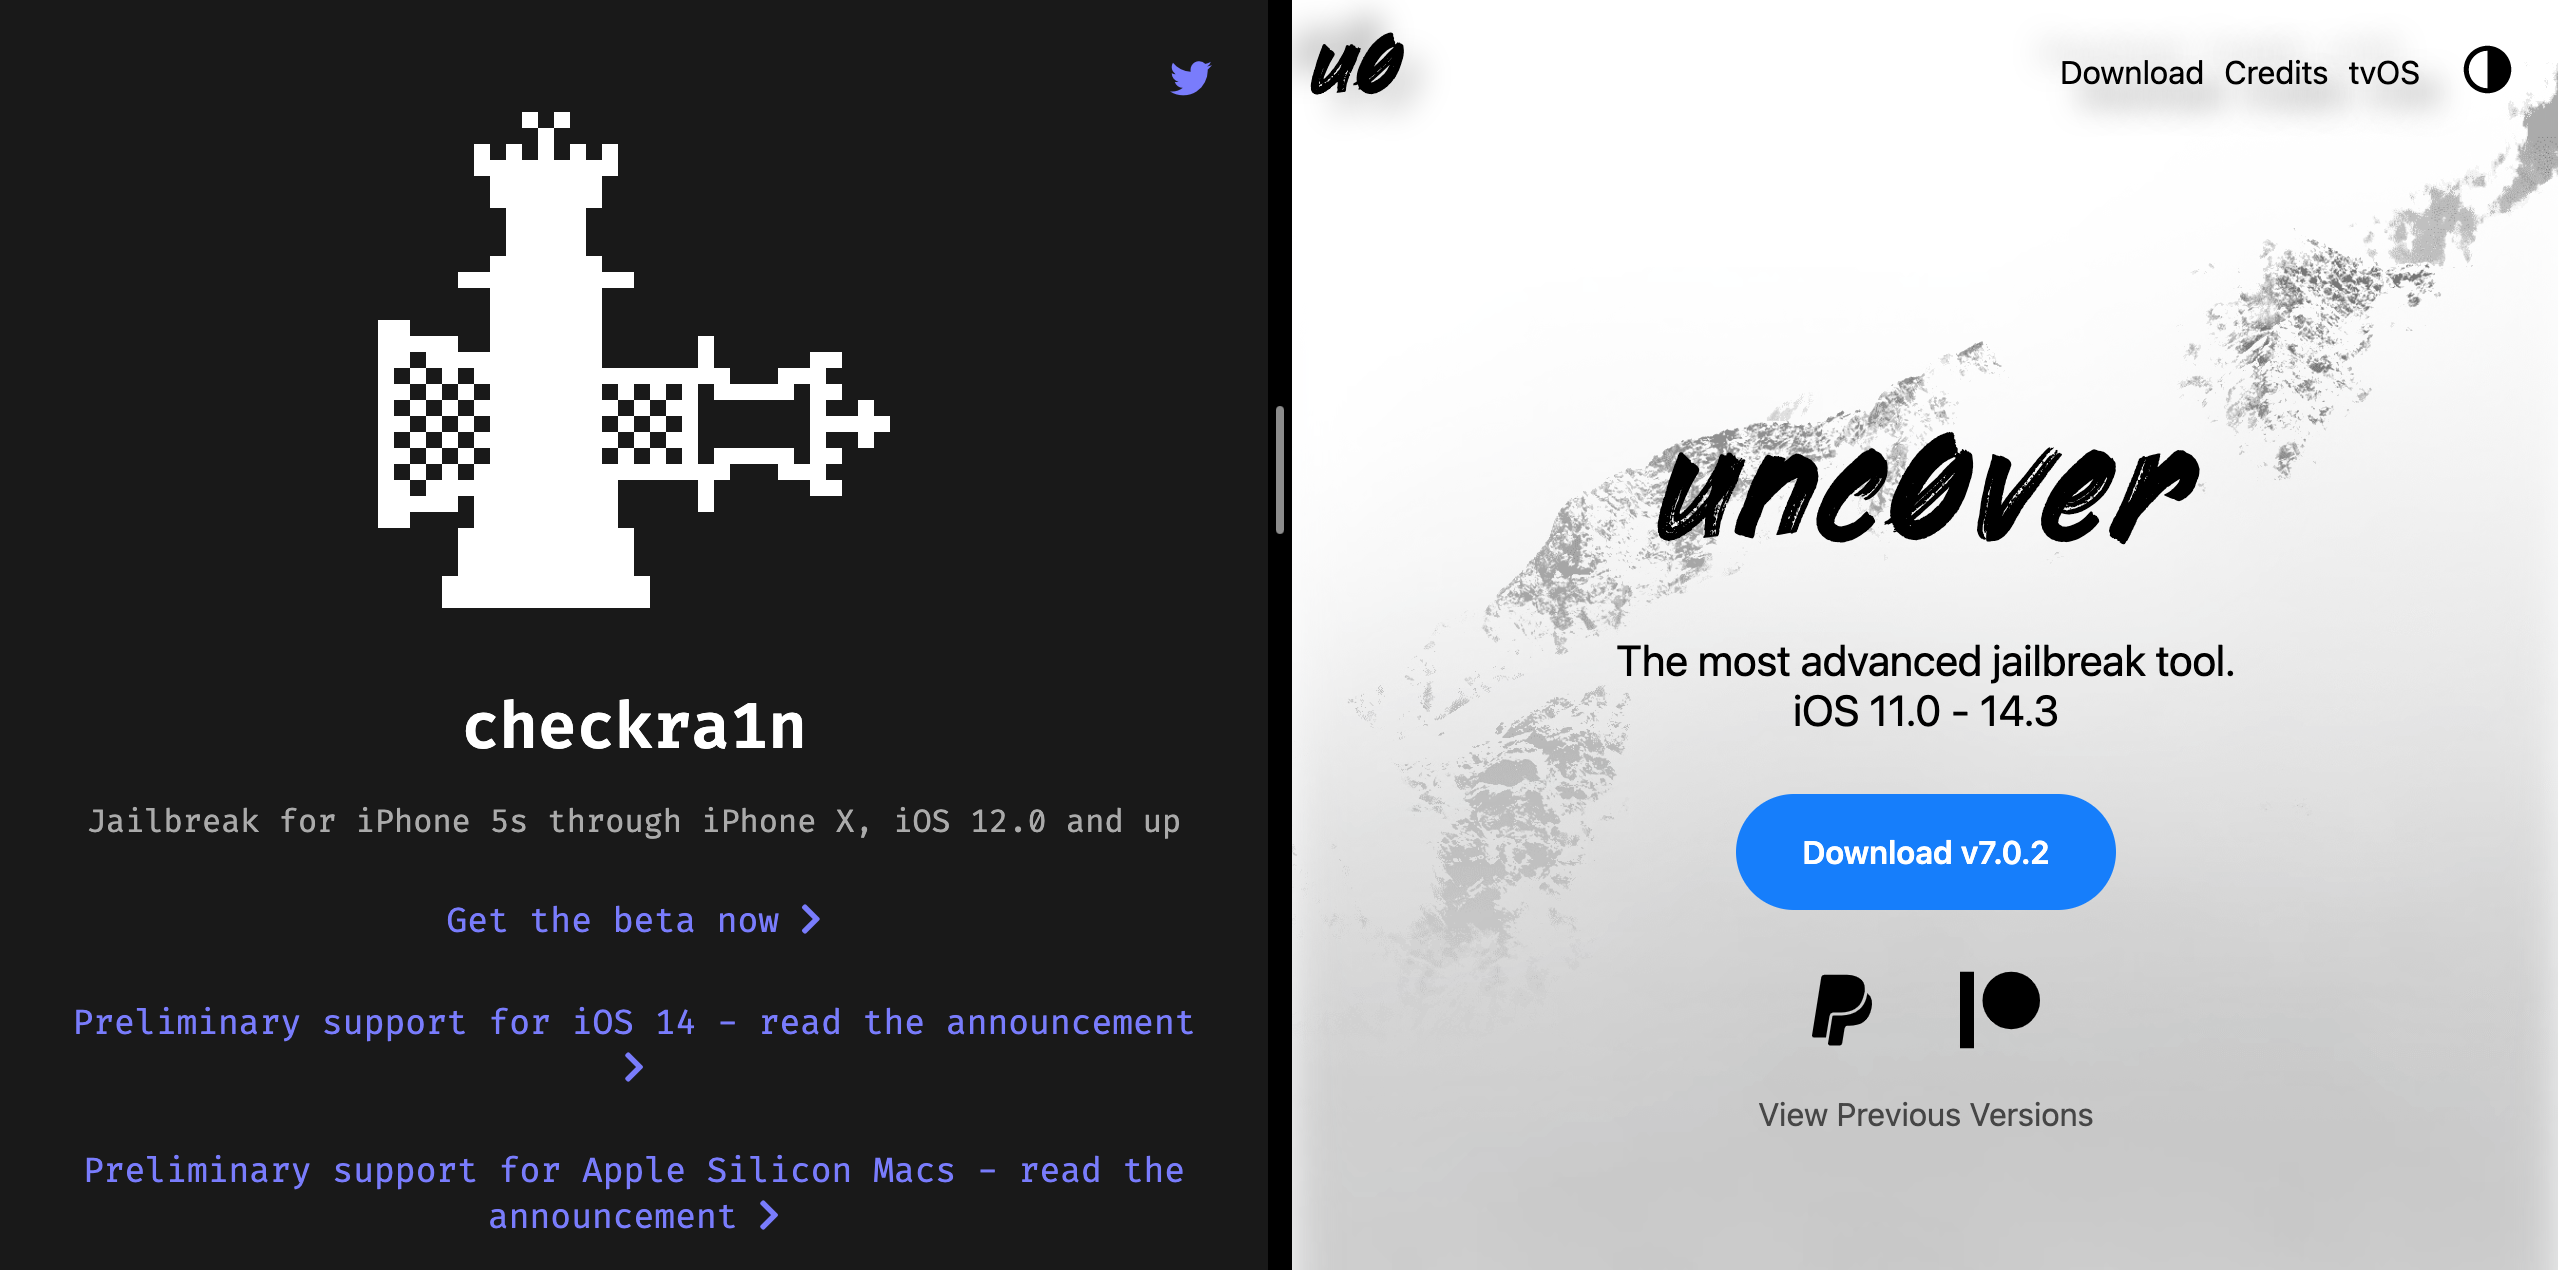 checkra1n
Jailbreak for iPhone 5s through iPhone X, iOS 12.0 and up
Get the beta now
Preliminary support for iOS 14 - read the announcement
Preliminary support for Apple Silicon Macs - read the
announcement
u0
Download Credits tvOS
unc0ver
The most advanced jailbreak tool.
iOS 11.0 - 14.3
Download v7.0.2
View Previous Versions